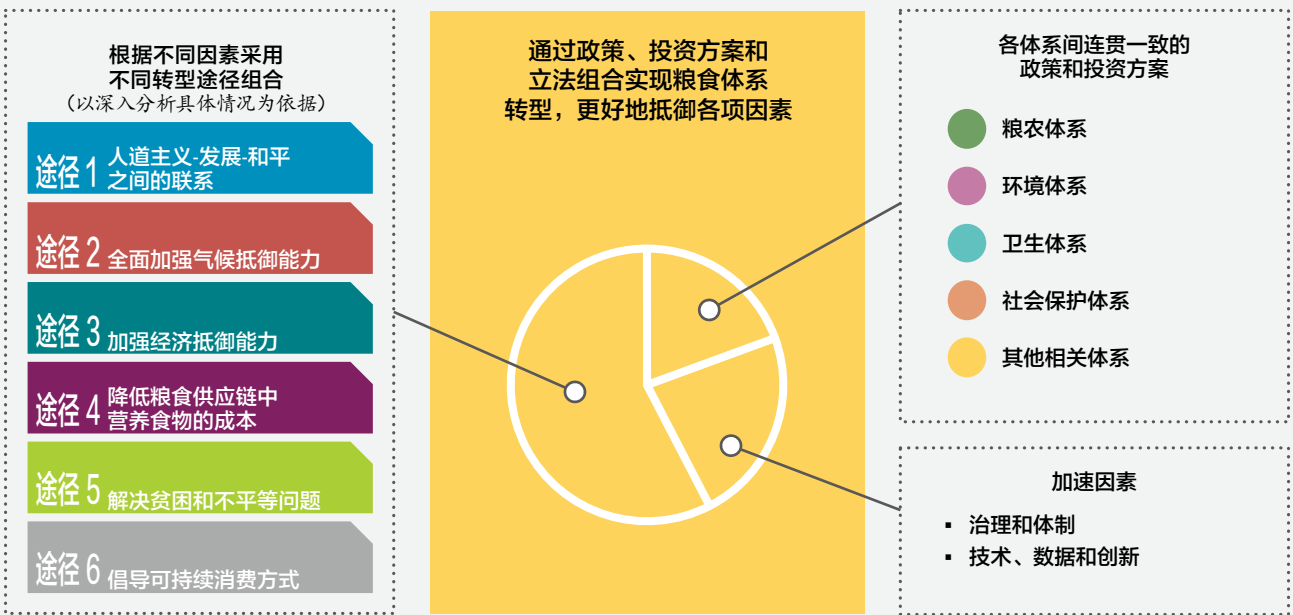 根据不同因素采用
不同转型途径组合
（以深入分析具体情况为依据）
途径 1 人道主义-发展-和平
之间的联系
途径 2 全面加强气候抵御能力
途径 3 加强经济抵御能力
途径 4 降低粮食供应链中
营养食物的成本
途径 5 解决贫困和不平等问题
途径 6 倡导可持续消费方式
通过政策、投资方案和
立法组合实现粮食体系
转型，更好地抵御各项因素
各体系间连贯一致的
政策和投资方案
粮农体系
环境体系
卫生体系
社会保护体系
其他相关体系
加速因素
▪ 治理和体制
▪ 技术、数据和创新